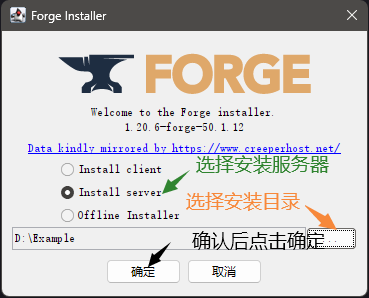 Forge Installer
FORGE
Welcome to the Forge installer.
1.20.6-forge-50.1.12
Data kindly mirrored by https://www.creeperhost.net/
Install client
选择安装服务器
Install server
选择安装目录
Offline Installer
D:\Example
确认后点击确定
确定
取消